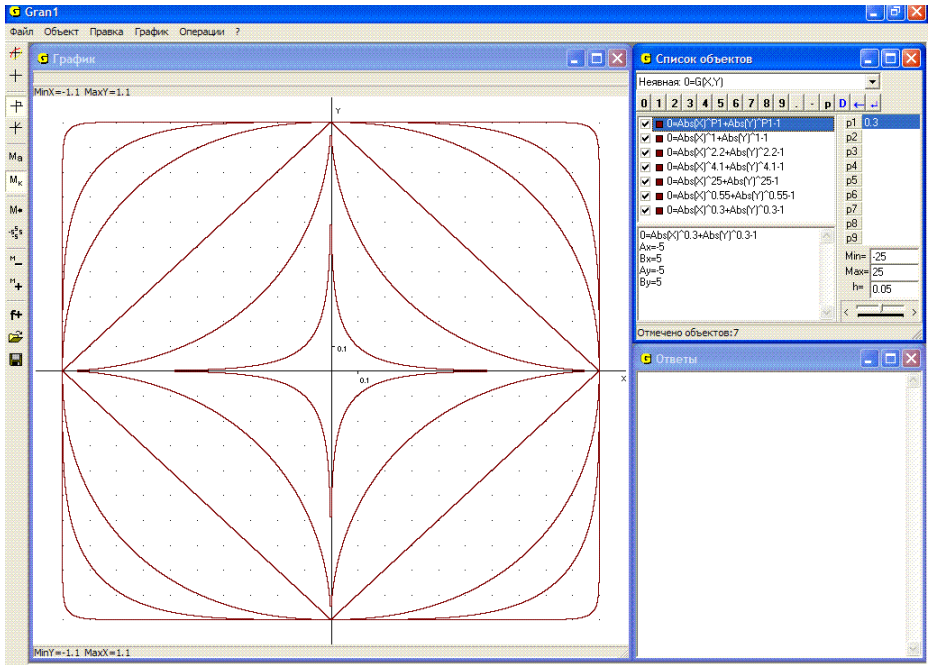 Gran1
Файл Объект Правка График Операции ?
График
MinX=-1.1 MaxY=1.1
Y
0.1
0.1
X
MinY=-1.1 MaxX=1.1
Ma
Mк
M•
M
M
f+
Список объектов
Неявная: 0=G(X,Y)
0 1 2 3 4 5 6 7 8 9 . - p D ←
0=Abs(X)^P1+Abs(Y)^P1-1
0=Abs(X)^1+Abs(Y)^1-1
0=Abs(X)^2.2+Abs(Y)^2.2-1
0=Abs(X)^4.1+Abs(Y)^4.1-1
0=Abs(X)^25+Abs(Y)^25-1
0=Abs(X)^0.55+Abs(Y)^0.55-1
0=Abs(X)^0.3+Abs(Y)^0.3-1
p1 0.3
p2
p3
p4
p5
p6
p7
p8
p9
0=Abs(X)^0.3+Abs(Y)^0.3-1
Ax=-5
Bx=5
Ay=-5
By=5
Min= -25
Max= 25
h= 0.05
Отмечено объектов:7
Ответы